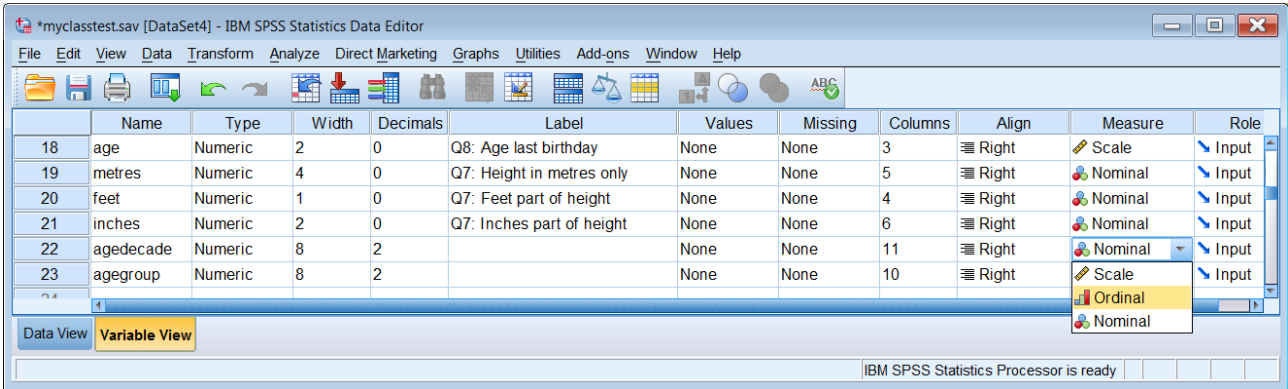 *myclasstest.sav [DataSet4] - IBM SPSS Statistics Data Editor
File Edit View Data Transform Analyze Direct Marketing Graphs Utilities Add-ons Window Help
Name Type Width Decimals Label Values Missing Columns Align Measure Role
18 age Numeric 2 0 Q8: Age last birthday None None 3 Right Scale Input
19 metres Numeric 4 0 Q7: Height in metres only None None 5 Right Nominal Input
20 feet Numeric 1 0 Q7: Feet part of height None None 4 Right Nominal Input
21 inches Numeric 2 0 Q7: Inches part of height None None 6 Right Nominal Input
22 agedecade Numeric 8 2 None None 11 Right Nominal Input
23 agegroup Numeric 8 2 None None 10 Right Scale Input
Ordinal
Nominal
Data View Variable View
IBM SPSS Statistics Processor is ready